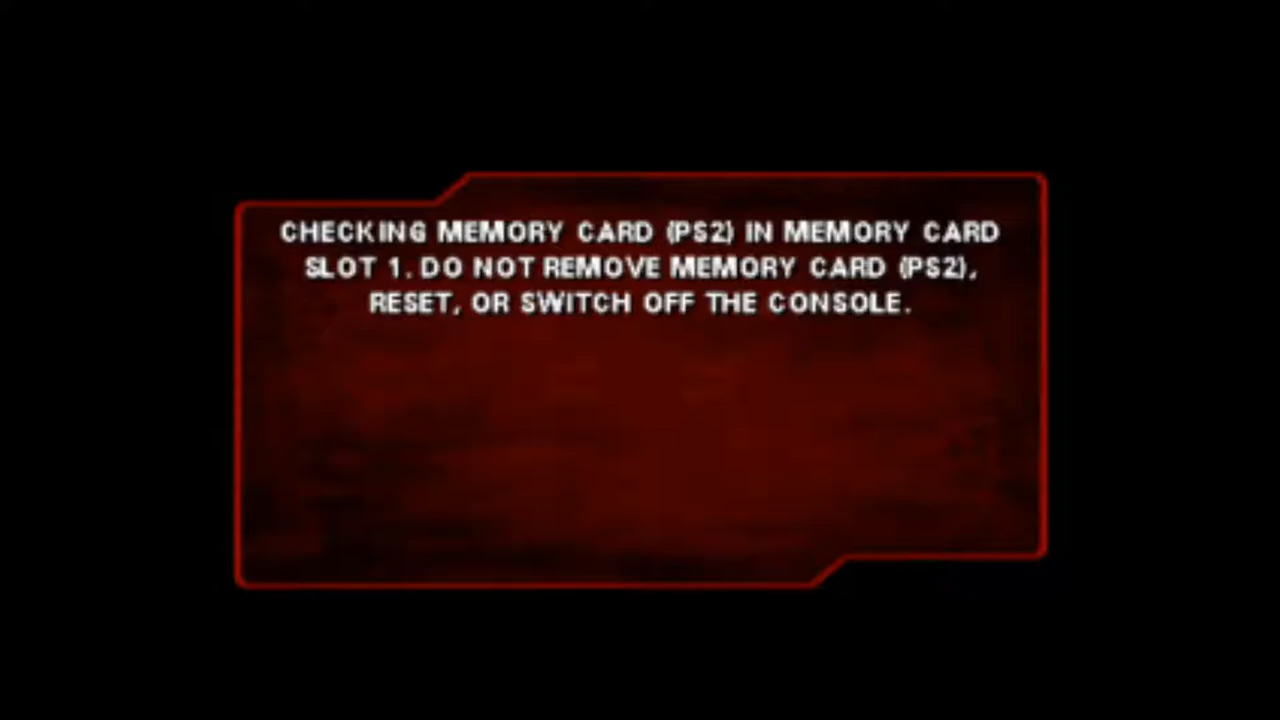 CHECKING MEMORY CARD (PS2) IN MEMORY CARD
SLOT 1. DO NOT REMOVE MEMORY CARD (PS2),
RESET, OR SWITCH OFF THE CONSOLE.